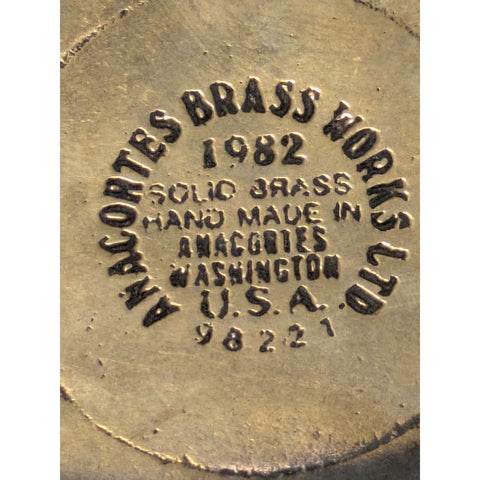 ANACORTES BRASS WORKS LTD
1982
SOLID BRASS
HAND MADE IN
ANACORTES
WASHINGTON
U.S.A.
98221